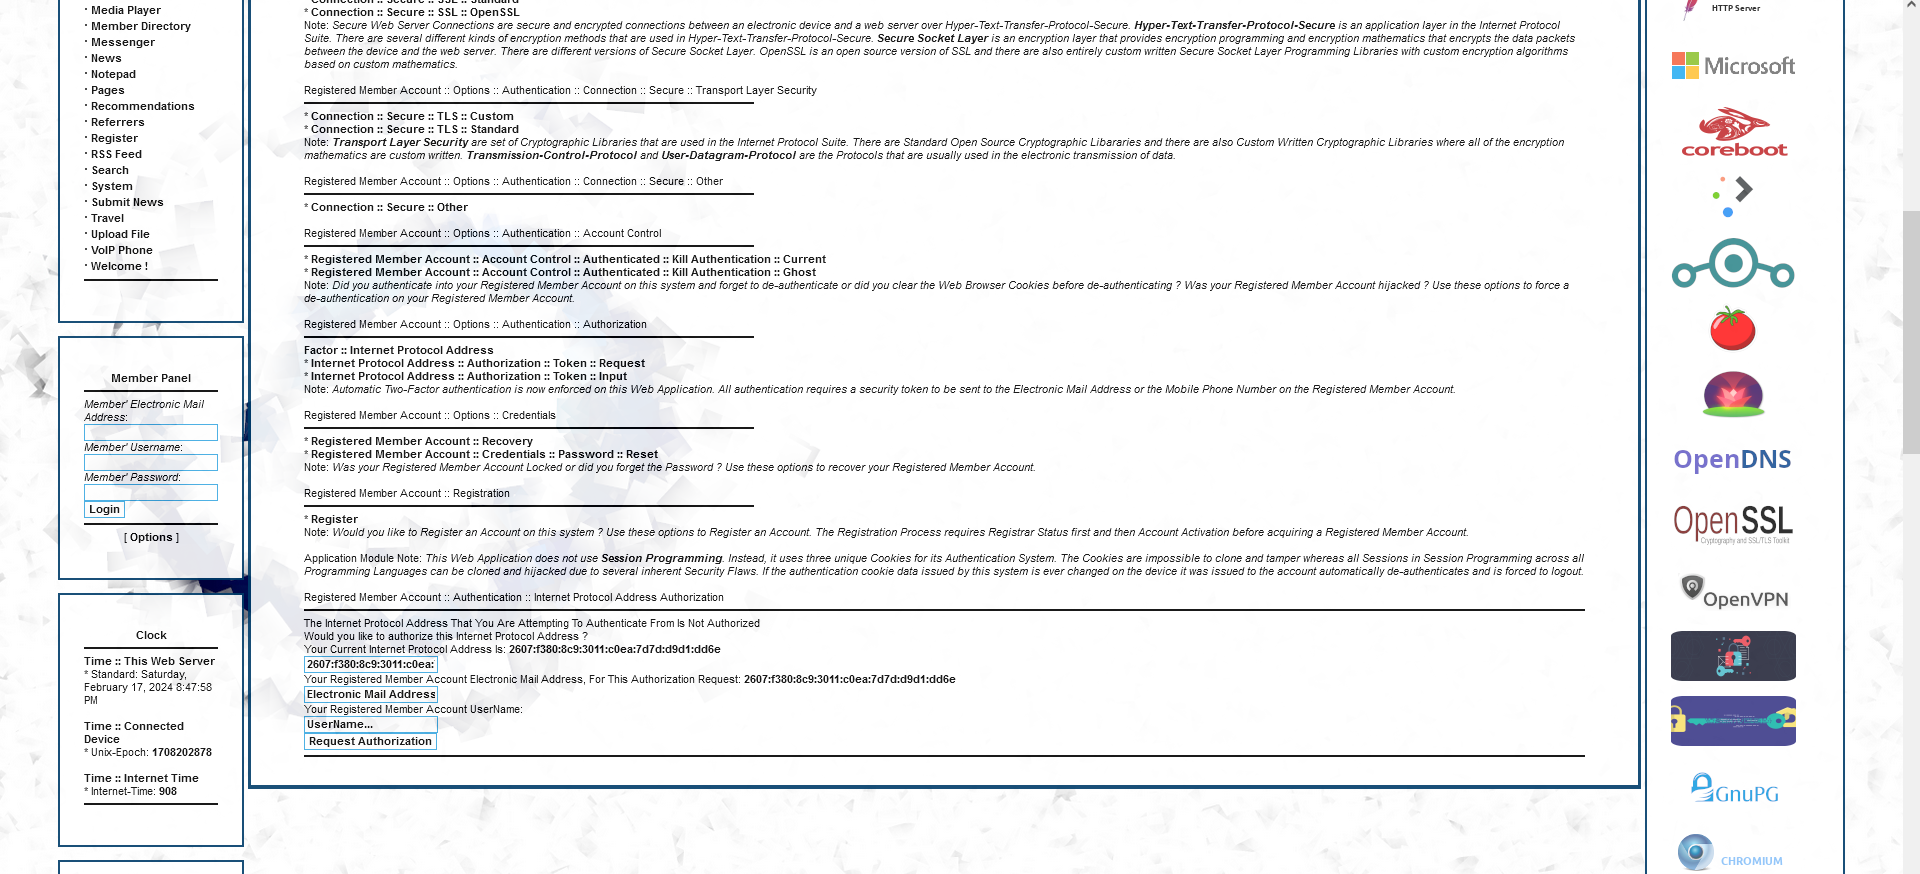 · Media Player
· Member Directory
· Messenger
· News
· Notepad
· Pages
· Recommendations
· Referrers
· Register
· RSS Feed
· Search
· System
· Submit News
· Travel
· Upload File
· VoIP Phone
· Welcome !
Member Panel
Member' Electronic Mail
Address:
Member' Username:
Member' Password:
Login
[ Options ]
Clock
Time :: This Web Server
* Standard: Saturday,
February 17, 2024 8:47:58
PM
Time :: Connected
Device
* Unix-Epoch: 1708202878
Time :: Internet Time
* Internet-Time: 908
* Connection :: Secure :: SSL :: Standard
* Connection :: Secure :: SSL :: OpenSSL
Note: Secure Web Server Connections are secure and encrypted connections between an electronic device and a web server over Hyper-Text-Transfer-Protocol-Secure. Hyper-Text-Transfer-Protocol-Secure is an application layer in the Internet Protocol
Suite. There are several different kinds of encryption methods that are used in Hyper-Text-Transfer-Protocol-Secure. Secure Socket Layer is an encryption layer that provides encryption programming and encryption mathematics that encrypts the data packets
between the device and the web server. There are different versions of Secure Socket Layer. OpenSSL is an open source version of SSL and there are also entirely custom written Secure Socket Layer Programming Libraries with custom encryption algorithms
based on custom mathematics.
Registered Member Account :: Options :: Authentication :: Connection :: Secure :: Transport Layer Security
* Connection :: Secure :: TLS :: Custom
* Connection :: Secure :: TLS :: Standard
Note: Transport Layer Security are set of Cryptographic Libraries that are used in the Internet Protocol Suite. There are Standard Open Source Cryptographic Libararies and there are also Custom Written Cryptographic Libraries where all of the encryption
mathematics are custom written. Transmission-Control-Protocol and User-Datagram-Protocol are the Protocols that are usually used in the electronic transmission of data.
Registered Member Account :: Options :: Authentication :: Connection :: Secure :: Other
* Connection :: Secure :: Other
Registered Member Account :: Options :: Authentication :: Account Control
* Registered Member Account :: Account Control :: Authenticated :: Kill Authentication :: Current
* Registered Member Account :: Account Control :: Authenticated :: Kill Authentication :: Ghost
Note: Did you authenticate into your Registered Member Account on this system and forget to de-authenticate or did you clear the Web Browser Cookies before de-authenticating ? Was your Registered Member Account hijacked ? Use these options to force a
de-authentication on your Registered Member Account.
Registered Member Account :: Options :: Authentication :: Authorization
Factor :: Internet Protocol Address
* Internet Protocol Address :: Authorization :: Token :: Request
* Internet Protocol Address :: Authorization :: Token :: Input
Note: Automatic Two-Factor authentication is now enforced on this Web Application. All authentication requires a security token to be sent to the Electronic Mail Address or the Mobile Phone Number on the Registered Member Account.
Registered Member Account :: Options :: Credentials
* Registered Member Account :: Recovery
* Registered Member Account :: Credentials :: Password :: Reset
Note: Was your Registered Member Account Locked or did you forget the Password ? Use these options to recover your Registered Member Account.
Registered Member Account :: Registration
* Register
Note: Would you like to Register an Account on this system ? Use these options to Register an Account. The Registration Process requires Registrar Status first and then Account Activation before acquiring a Registered Member Account.
Application Module Note: This Web Application does not use Session Programming. Instead, it uses three unique Cookies for its Authentication System. The Cookies are impossible to clone and tamper whereas all Sessions in Session Programming across all
Programming Languages can be cloned and hijackd due to several inherent Security Flaws. If the authentication cookie data issued by this system is ever changed on the device it was issued to the account automatically de-authenticates and is forced to logout.
Registered Member Account :: Authentication :: Internet Protocol Address Authorization
The Internet Protocol Address That You Are Attempting To Authenticate From Is Not Authorized
Would you like to authorize this Internet Protocol Address ?
Your Current Internet Protocol Address Is: 2607:f380:8c9:3011:c0ea:7d7d:d9d1:dd6e
2607:f380:8c9:3011:c0ea:
Your Registered Member Account Electronic Mail Address, For This Authorization Request: 2607:f380:8c9:3011:c0ea:7d7d:d9d1:dd6e
Electronic Mail Address
Your Registered Member Account UserName:
UserName...
Request Authorization
HTTP Server
Microsoft
coreboot
OpenDNS
OpenSSL
Cryptography and SSL/TLS Toolkit
OpenVPN
GnuPG
CHROMIUM